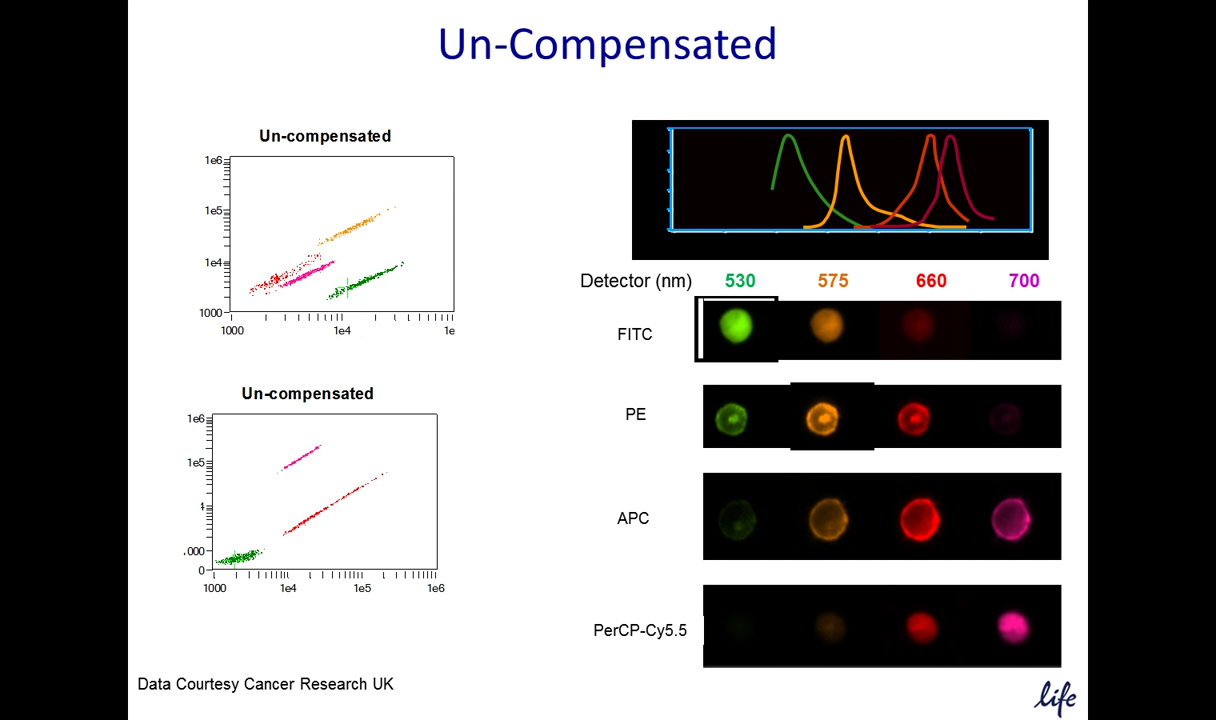 Un-Compensated
Un-compensated
1e6
1e5
1e4
1000
1000 1e4 1e
Un-compensated
1e6
1e5
4
.000
0
1000 1e4 1e5 1e6
Detector (nm) 530 575 660 700
FITC
PE
APC
PerCP-Cy5.5
Data Courtesy Cancer Research UK
life